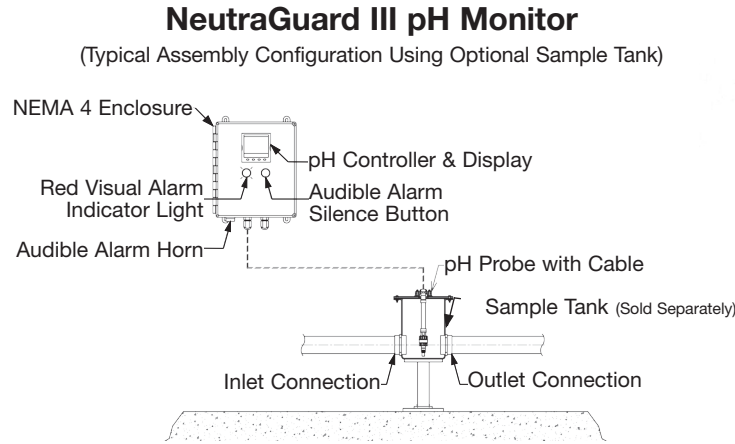 NeutraGuard III pH Monitor
(Typical Assembly Configuration Using Optional Sample Tank)
NEMA 4 Enclosure
pH Controller & Display
Red Visual Alarm
Indicator Light
Audible Alarm
Silence Button
Audible Alarm Horn
pH Probe with Cable
Sample Tank (Sold Separately)
Inlet Connection
Outlet Connection